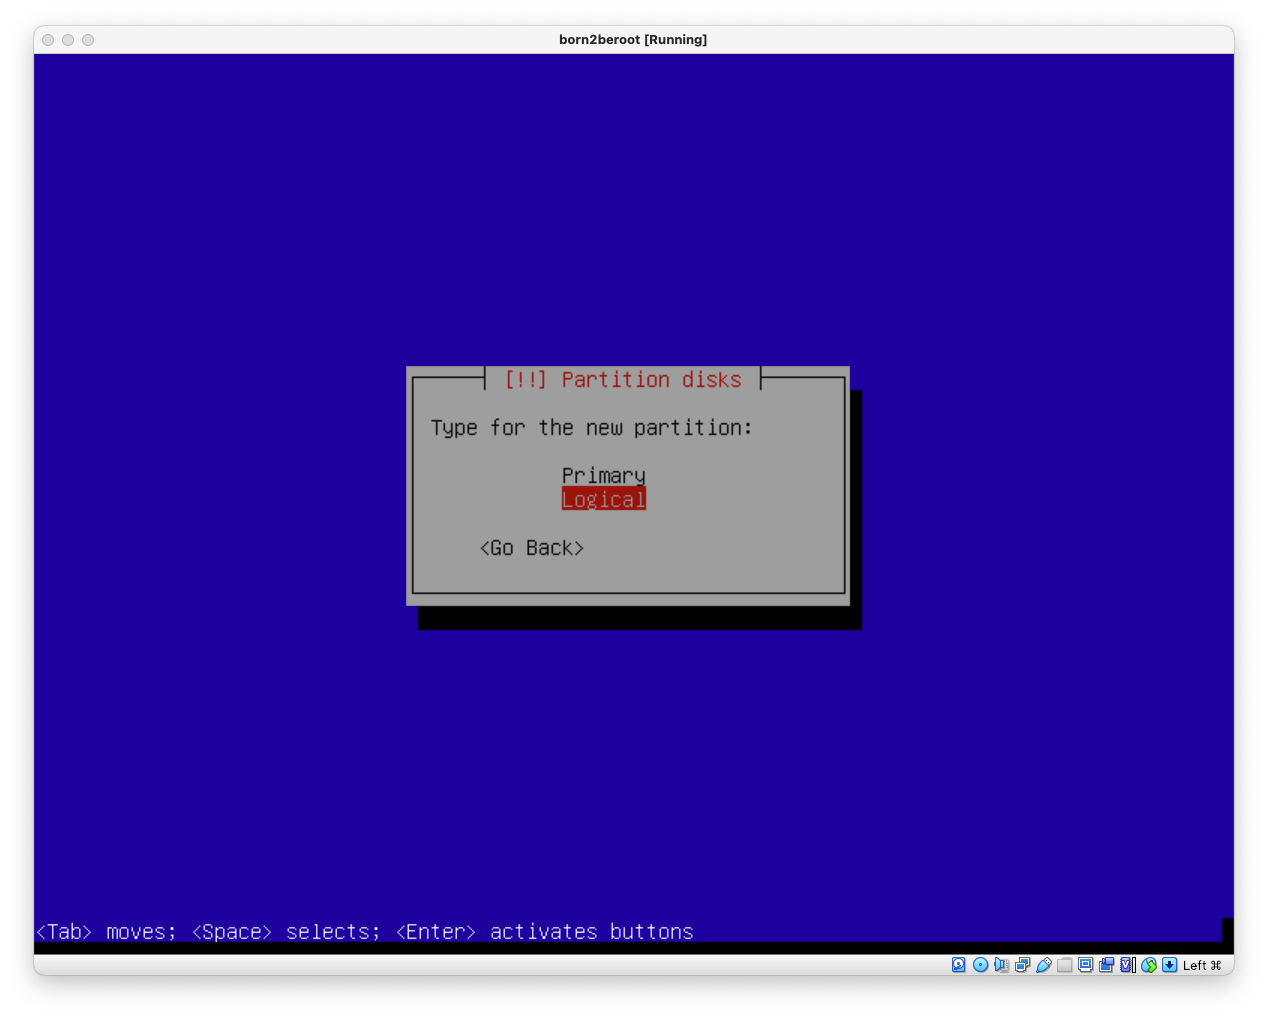 born2beroot [Running]
[!!] Partition disks
Type for the new partition:
Primary
Logical
<Go Back>
<Tab> moves; <Space> selects; <Enter> activates buttons
Left ⌘